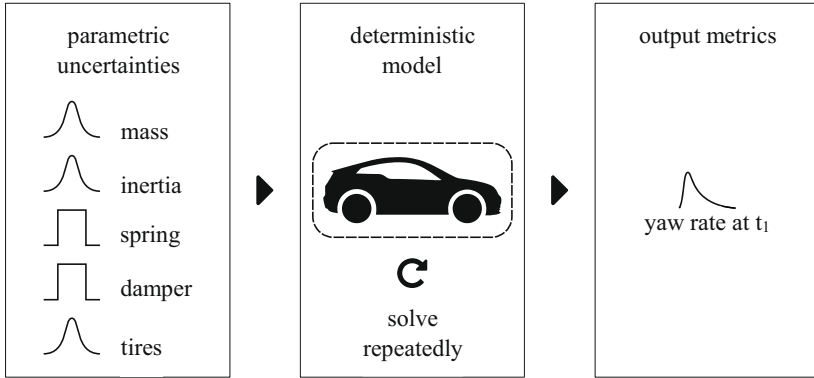 parametric
uncertainties
mass
inertia
spring
damper
tires
deterministic
model
solve
repeatedly
output metrics
yaw rate at t₁